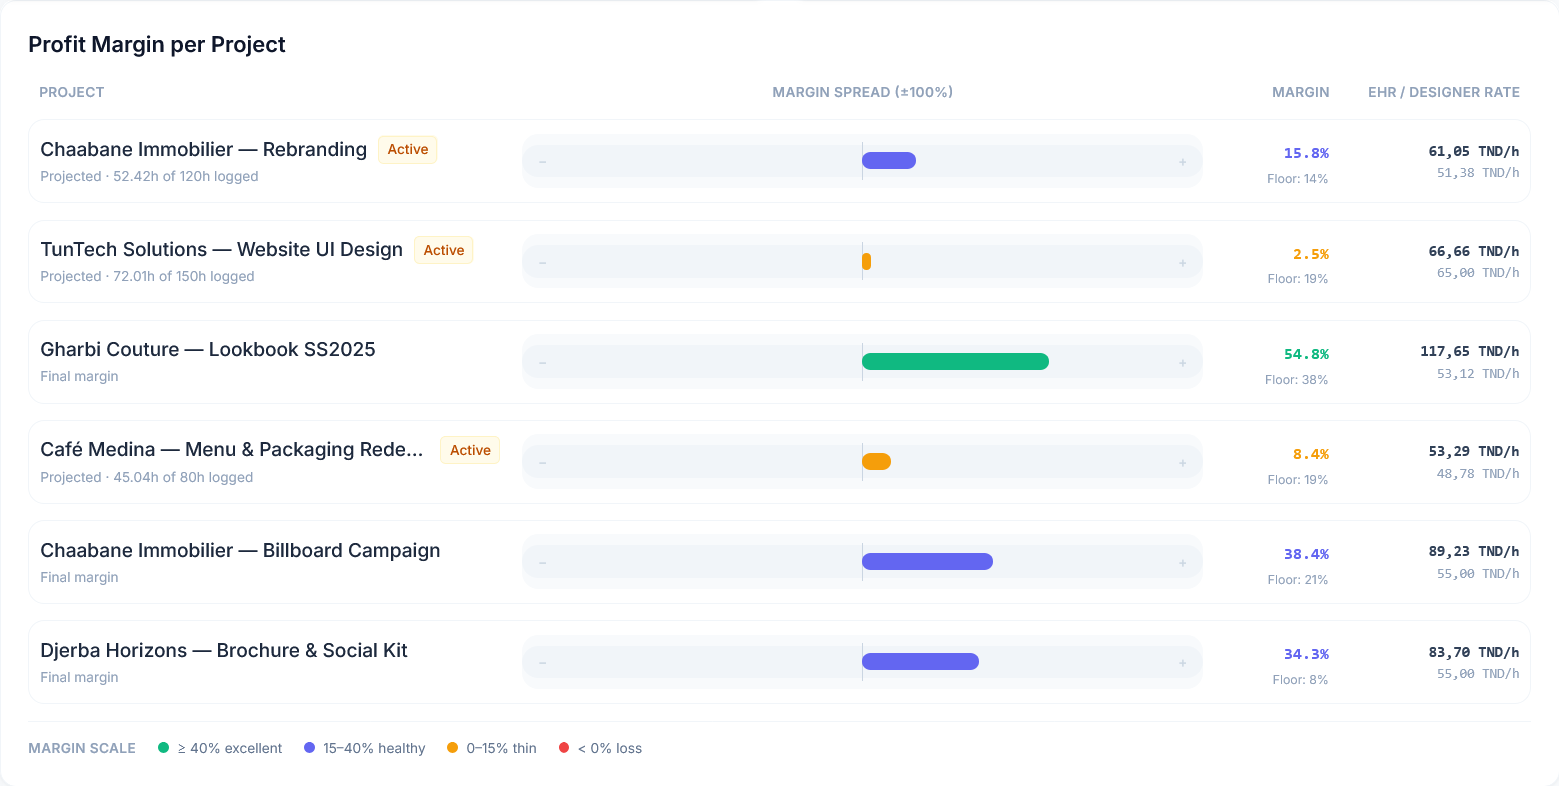 Profit Margin per Project
PROJECT MARGIN SPREAD (±100%) MARGIN EHR / DESIGNER RATE
Chaabane Immobilier — Rebranding Active
Projected · 52.42h of 120h logged
− +
15.8%
Floor: 14%
61,05 TND/h
51,38 TND/h
TunTech Solutions — Website UI Design Active
Projected · 72.01h of 150h logged
− +
2.5%
Floor: 19%
66,66 TND/h
65,00 TND/h
Gharbi Couture — Lookbook SS2025
Final margin
− +
54.8%
Floor: 38%
117,65 TND/h
53,12 TND/h
Café Medina — Menu & Packaging Rede... Active
Projected · 45.04h of 80h logged
− +
8.4%
Floor: 19%
53,29 TND/h
48,78 TND/h
Chaabane Immobilier — Billboard Campaign
Final margin
− +
38.4%
Floor: 21%
89,23 TND/h
55,00 TND/h
Djerba Horizons — Brochure & Social Kit
Final margin
− +
34.3%
Floor: 8%
83,70 TND/h
55,00 TND/h
MARGIN SCALE ≥ 40% excellent 15–40% healthy 0–15% thin < 0% loss